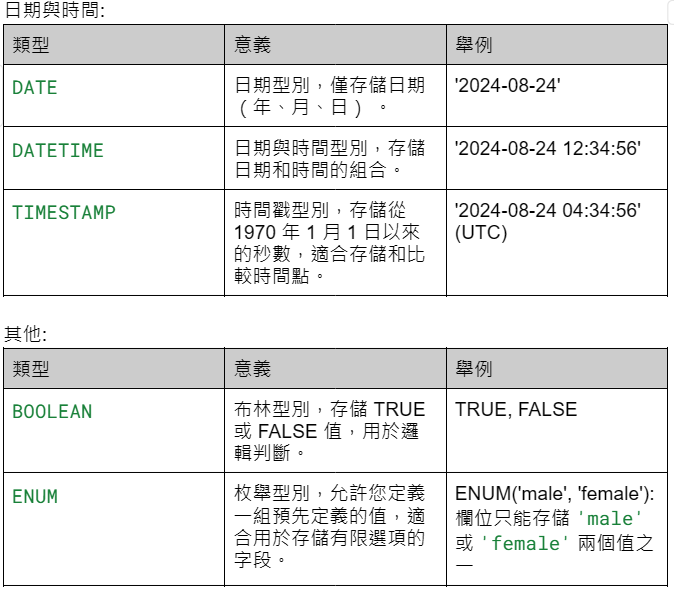 日期與時間:
類型
意義
舉例
DATE
日期型別，僅存儲日期
（年、月、日） 。
'2024-08-24'
DATETIME
日期與時間型別，存儲
日期和時間的組合。
'2024-08-24 12:34:56'
TIMESTAMP
時間戳型別，存儲從
1970 年 1 月 1 日以來
的秒數，適合存儲和比
較時間點。
'2024-08-24 04:34:56'
(UTC)
其他:
類型
意義
舉例
BOOLEAN
布林型別，存儲 TRUE
或 FALSE 值，用於邏
輯判斷。
TRUE, FALSE
ENUM
枚舉型別，允許您定義
一組預先定義的值，適
合用於存儲有限選項的
字段。
ENUM('male', 'female'):
欄位只能存儲 'male'
或 'female' 兩個值之
一